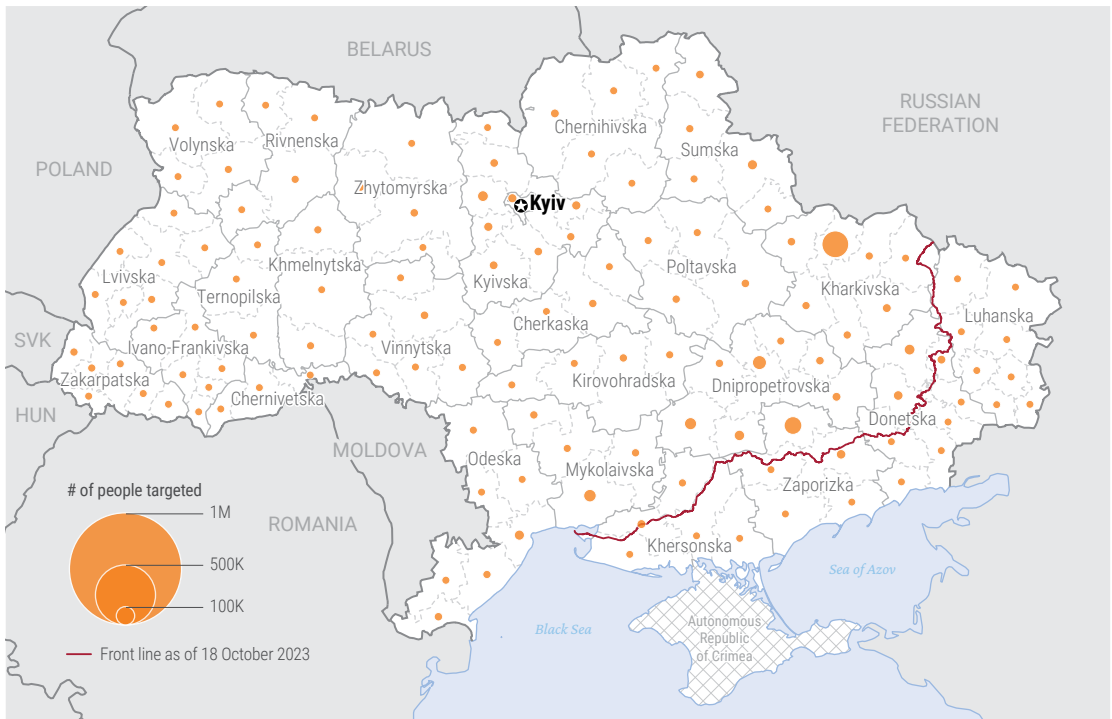 BELARUS
RUSSIAN
FEDERATION
POLAND
Volynska
Rivnenska
Chernihivska
Sumska
Zhytomyrska
Kyiv
Lvivska
Khmelnytska
Ternopilska
Kyivska
Poltavska
Kharkivska
Luhanska
Cherkaska
SVK
Ivano-Frankivska
Vinnytska
Zakarpatska
Chernivetska
Kirovohradska
Dnipropetrovska
HUN
Donetska
MOLDOVA
Odeska
Mykolaivska
Zaporizka
ROMANIA
Khersonska
Sea of Azov
Black Sea
Autonomous
Republic
of Crimea
# of people targeted
1M
500K
100K
Front line as of 18 October 2023